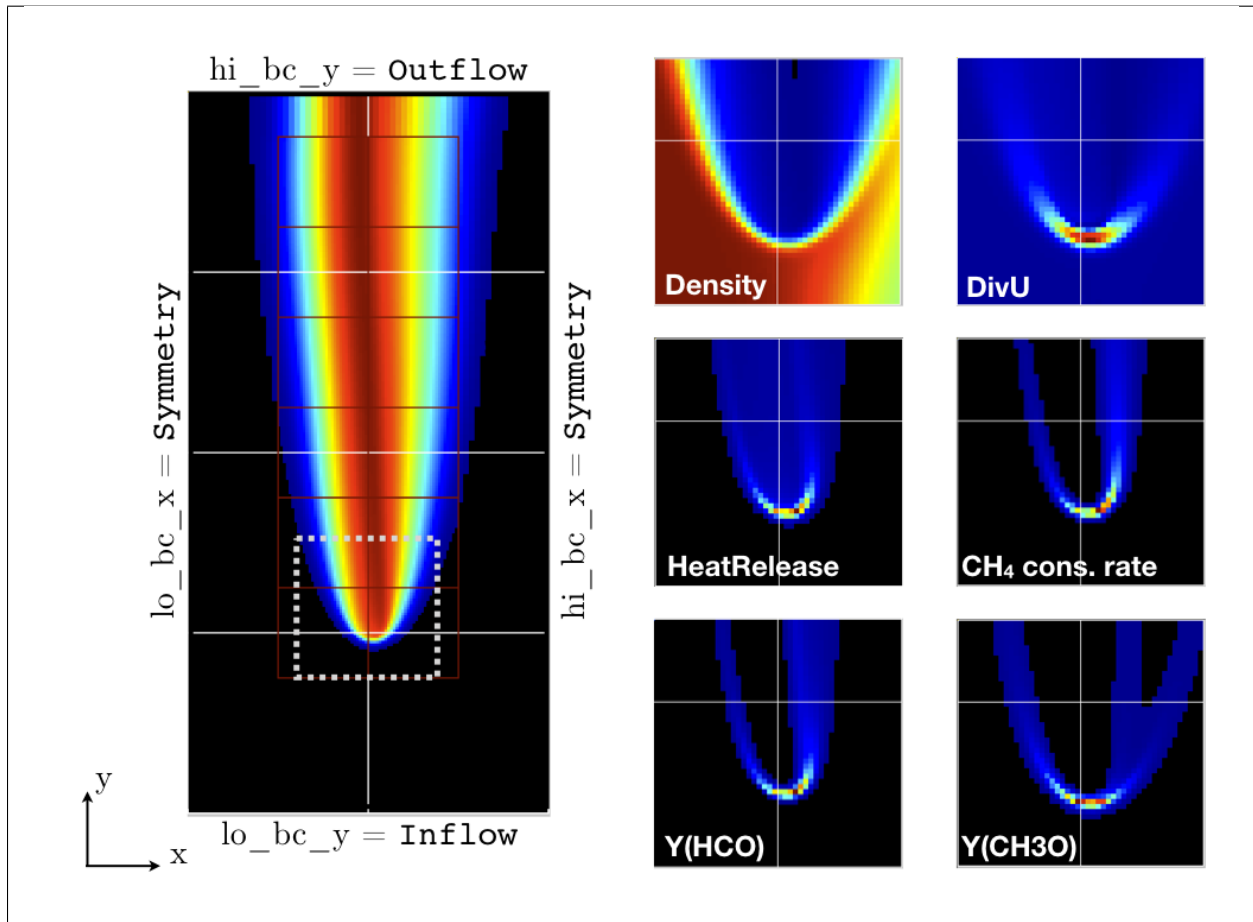 hi_bc_y = Outflow
lo_bc_x = Symmetry
hi_bc_x = Symmetry
lo_bc_y = Inflow
y
x
Density
DivU
HeatRelease
CH₄ cons. rate
Y(HCO)
Y(CH3O)